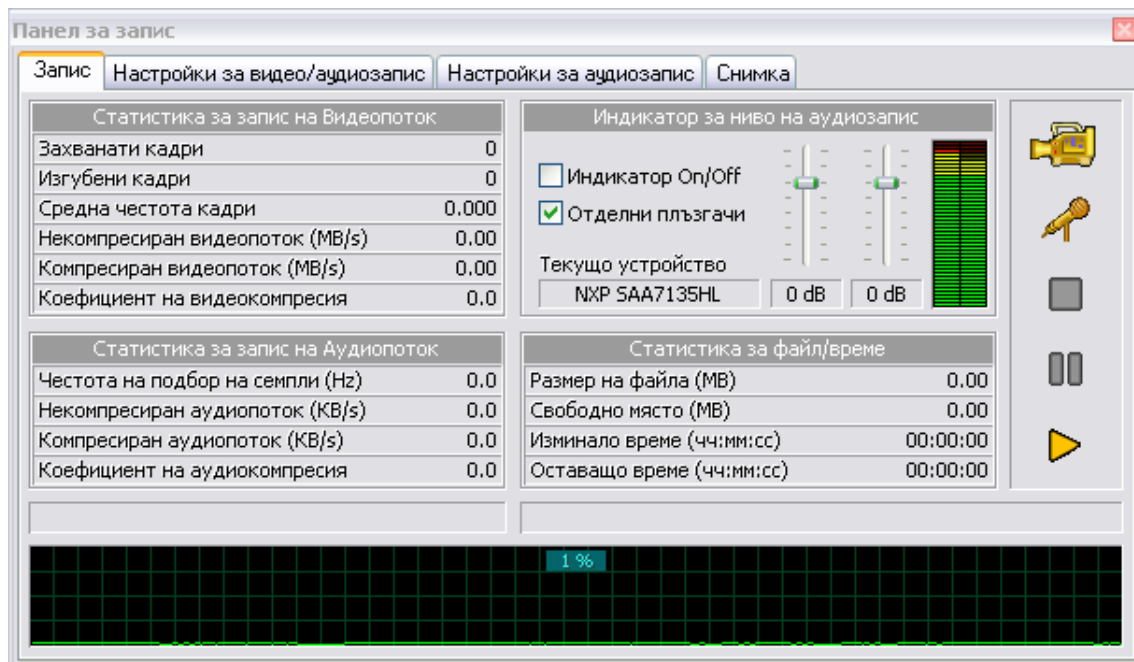 Панел за запис
Запис Настройки за видео/аудиозапис Настройки за аудиозапис Снимка
Статистика за запис на Видеопоток
Захванати кадри 0
Изгубени кадри 0
Средна честота кадри 0.000
Некомпресиран видеопоток (MB/s) 0.00
Компресиран видеопоток (MB/s) 0.00
Коефициент на видеокомпресия 0.0
Индикатор за ниво на аудиозапис
Индикатор On/Off
Отделни плъзгачи
Текущо устройство
NXP SAA7135HL 0 dB 0 dB
Статистика за запис на Аудиопоток
Честота на подбор на семпли (Hz) 0.0
Некомпресиран аудиопоток (KB/s) 0.0
Компресиран аудиопоток (KB/s) 0.0
Коефициент на аудиокомпресия 0.0
Статистика за файл/време
Размер на файла (MB) 0.00
Свободно място (MB) 0.00
Изминало време (чч:мм:сс) 00:00:00
Оставащо време (чч:мм:сс) 00:00:00
1 %